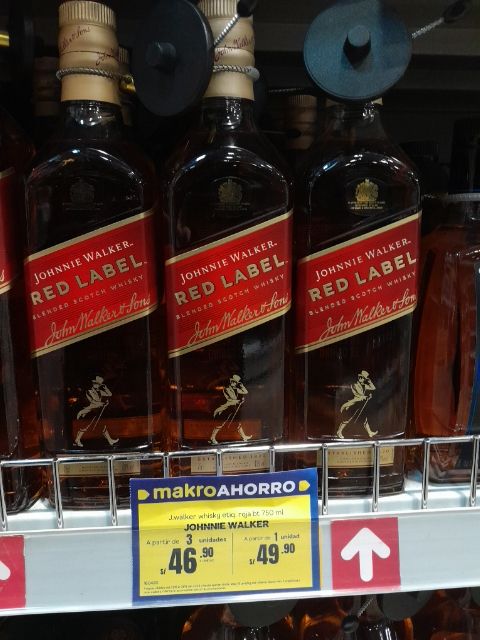 JOHNNIE WALKER.
RED LABEL
BLENDED SCOTCH WHISKY
John Walker & Sons
JOHNNIE WALKER.
RED LABEL
BLENDED SCOTCH WHISKY
John Walker & Sons
JOHNNIE WALKER.
RED LABEL
BLENDED SCOTCH WHISKY
John Walker & Sons
makroAHORRO
J.walker whisky etiq. roja bt. 750 ml
JOHNNIE WALKER
A partir de 3 unidades
S/ 46.90
A partir de 1 unidad
S/ 49.90